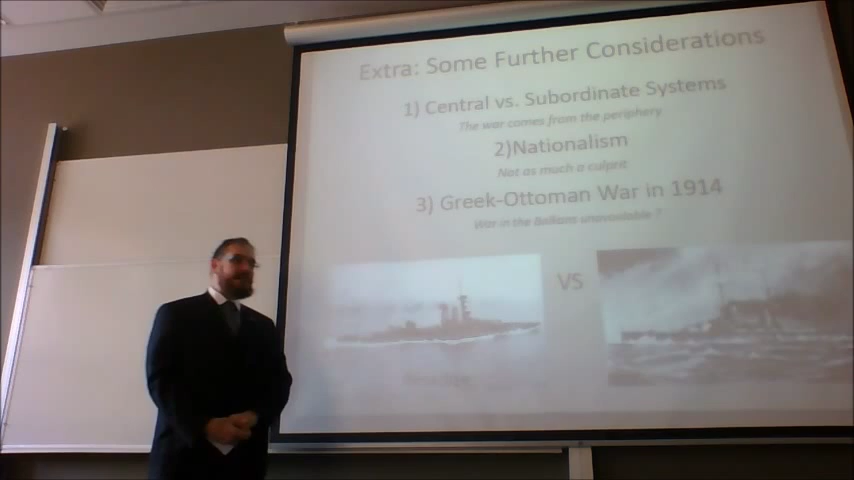 Extra: Some Further Considerations
1) Central vs. Subordinate Systems
The war comes from the periphery
2)Nationalism
Not as much a culprit
3) Greek-Ottoman War in 1914
War in the Balkans unavoidable ?
VS